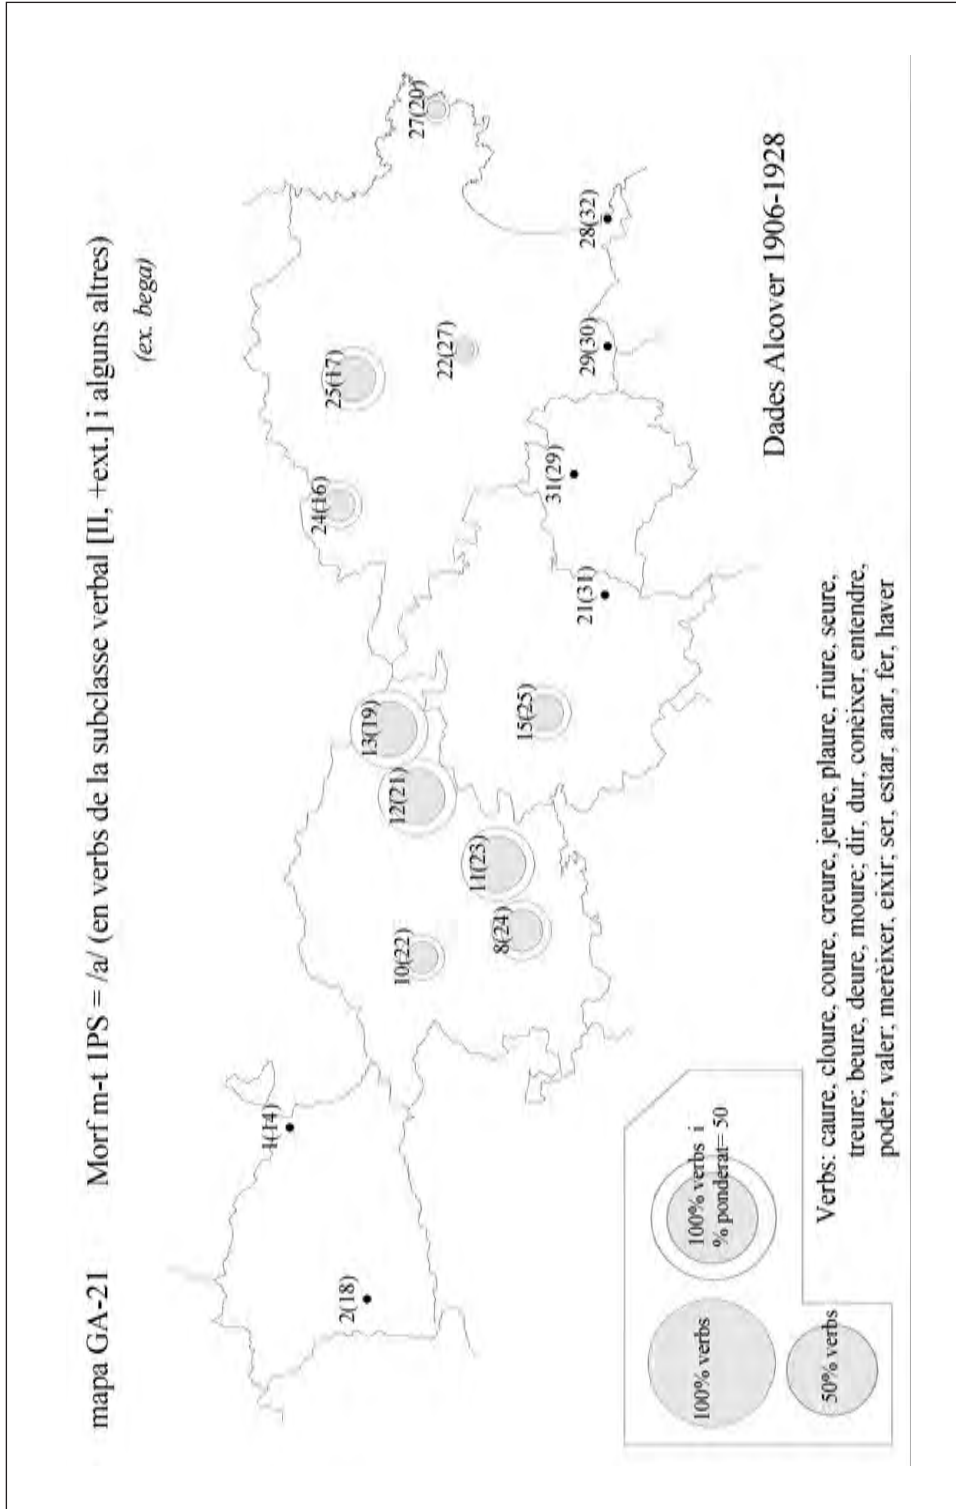 mapa GA-21 Morf m-t 1PS = /a/ (en verbs de la subclasse verbal [II, +ext.] i alguns altres)
(ex. bega)
1(14)
2(18)
10(22)
8(24)
11(23)
12(21)
13(19)
15(25)
21(31)
24(16)
25(17)
22(27)
27(20)
31(29)
29(30)
28(32)
Dades Alcover 1906-1928
100% verbs
50% verbs
100% verbs i
% ponderat= 50
Verbs: caure, cloure, coure, creure, jeure, plaure, riure, seure,
treure; beure, deure, moure; dir, dur, conèixer, entendre,
poder, valer; merèixer, eixir; ser, estar, anar, fer, haver